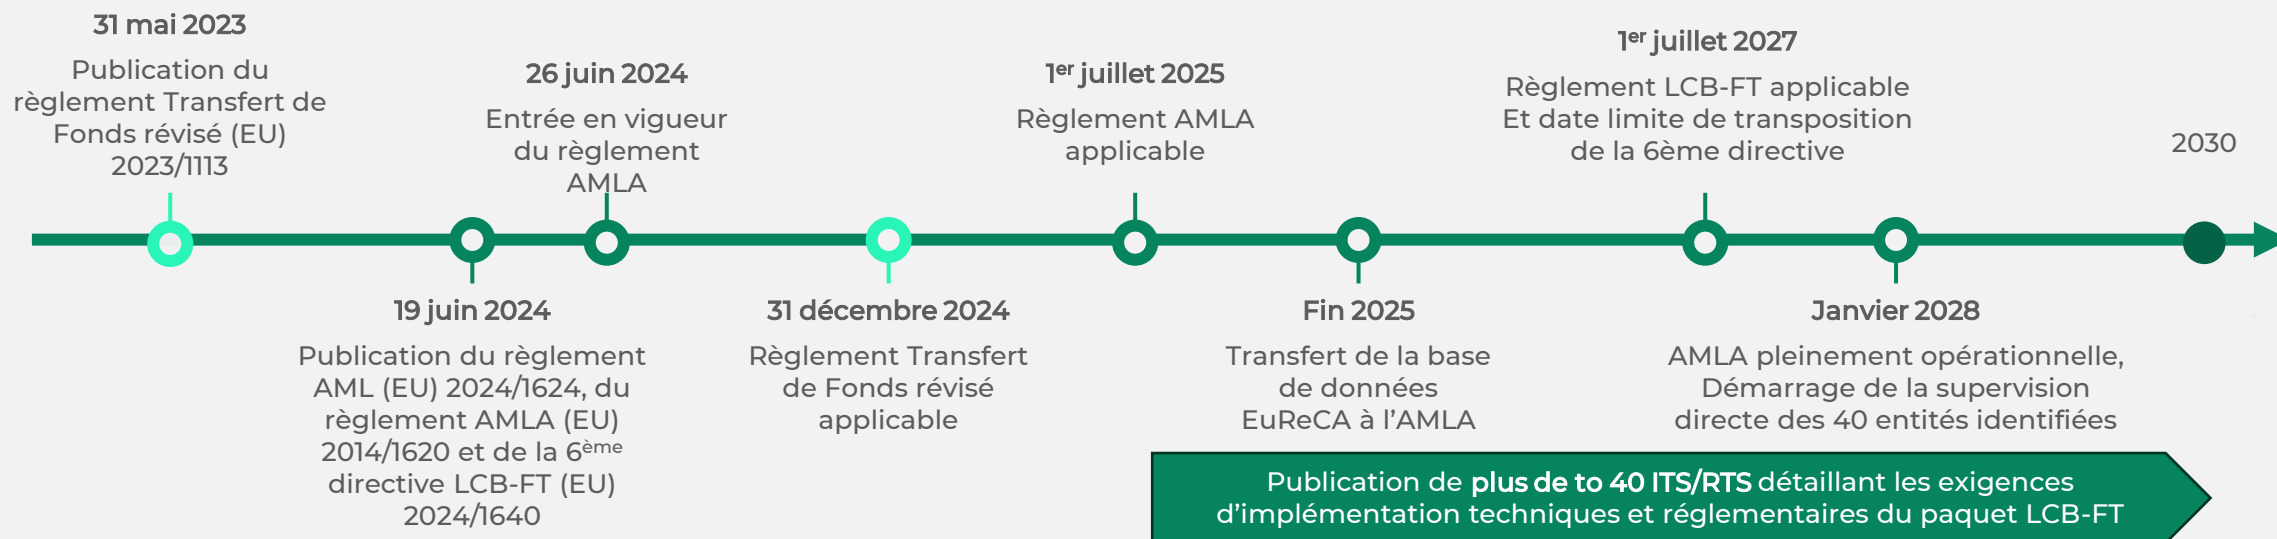 31 mai 2023
Publication du
règlement Transfert de
Fonds révisé (EU)
2023/1113
26 juin 2024
Entrée en vigueur
du règlement
AMLA
1er juillet 2025
Règlement AMLA
applicable
1er juillet 2027
Règlement LCB-FT applicable
Et date limite de transposition
de la 6ème directive
2030
19 juin 2024
Publication du règlement
AML (EU) 2024/1624, du
règlement AMLA (EU)
2014/1620 et de la 6ème
directive LCB-FT (EU)
2024/1640
31 décembre 2024
Règlement Transfert
de Fonds révisé
applicable
Fin 2025
Transfert de la base
de données
EuReCA à l’AMLA
Janvier 2028
AMLA pleinement opérationnelle,
Démarrage de la supervision
directe des 40 entités identifiées
Publication de plus de to 40 ITS/RTS détaillant les exigences
d’implémentation techniques et réglementaires du paquet LCB-FT